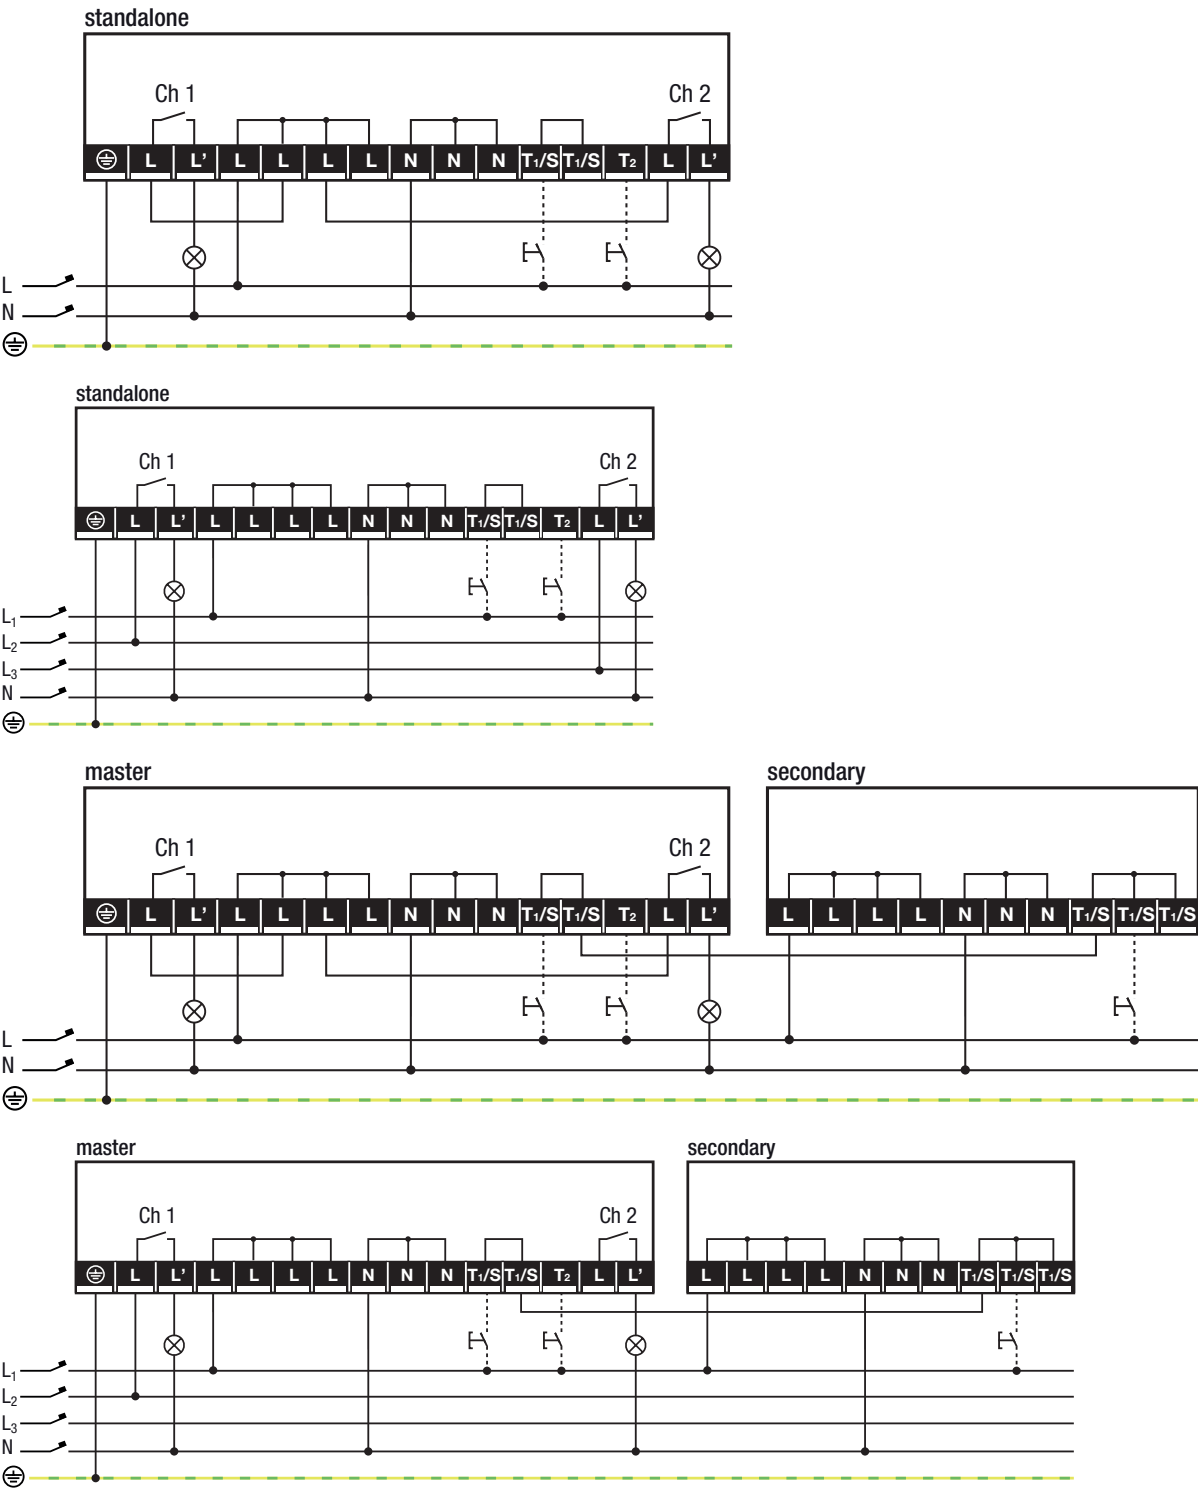 standalone
Ch 1 Ch 2
L L’ L L L L N N N T1/S T1/S T2 L L’
L
N
standalone
Ch 1 Ch 2
L L’ L L L L N N N T1/S T1/S T2 L L’
L1
L2
L3
N
master secondary
Ch 1 Ch 2
L L’ L L L L N N N T1/S T1/S T2 L L’ L L L L N N N T1/S T1/S T1/S
L
N
master secondary
Ch 1 Ch 2
L L’ L L L L N N N T1/S T1/S T2 L L’ L L L L N N N T1/S T1/S T1/S
L1
L2
L3
N